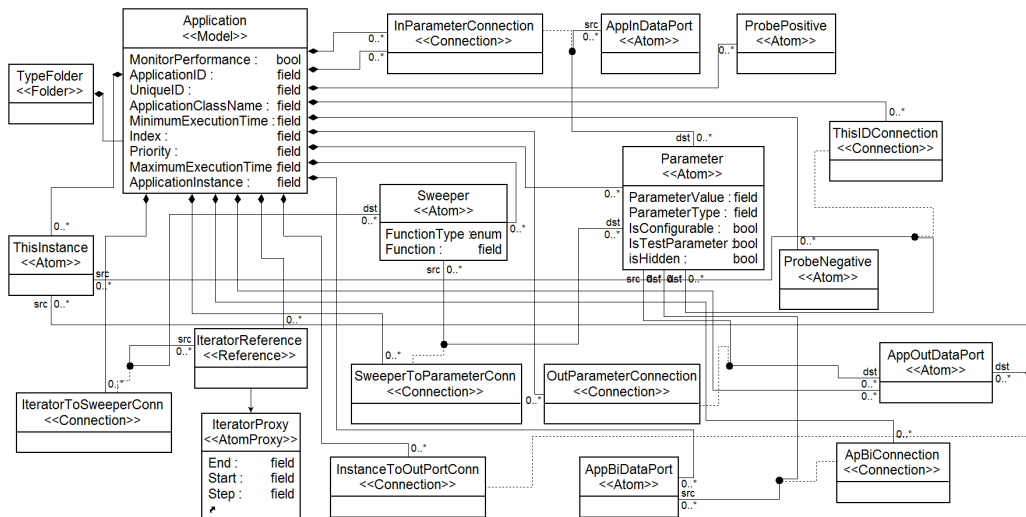 Application
<<Model>>
MonitorPerformance : bool
ApplicationID : field
UniqueID : field
ApplicationClassName : field
MinimumExecutionTime : field
Index : field
Priority : field
MaximumExecutionTime : field
ApplicationInstance : field
TypeFolder
<<Folder>>
InParameterConnection
<<Connection>>
0..*
0..*
src
0..*
AppInDataPort
<<Atom>>
0..*
ProbePositive
<<Atom>>
0..*
ThisIDConnection
<<Connection>>
dst
0..*
Parameter
<<Atom>>
ParameterValue : field
ParameterType : field
IsConfigurable : bool
IsTestParameter : bool
isHidden : bool
0..*
dst
0..*
src
0..*
dst
dst
0..*
0..*
Sweeper
<<Atom>>
FunctionType : enum
Function : field
dst
0..*
0..*
src
0..*
0..*
ThisInstance
<<Atom>>
src
0..*
src
0..*
0..*
ProbeNegative
<<Atom>>
0..*
IteratorReference
<<Reference>>
src
0..*
0..*
IteratorToSweeperConn
<<Connection>>
0..*
SweeperToParameterConn
<<Connection>>
0..*
OutParameterConnection
<<Connection>>
AppOutDataPort
<<Atom>>
dst
0..*
0..*
dst
0..*
IteratorProxy
<<AtomProxy>>
End : field
Start : field
Step : field
0..*
InstanceToOutPortConn
<<Connection>>
AppBiDataPort
<<Atom>>
0..*
src
0..*
0..*
ApBiConnection
<<Connection>>